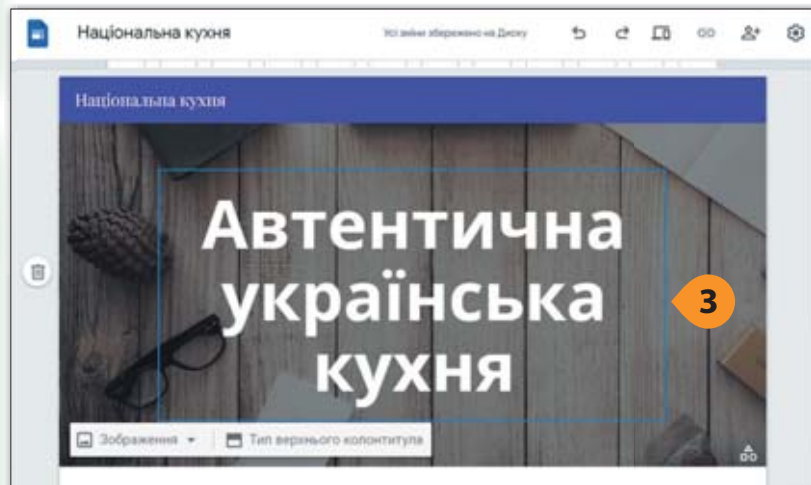 Національна кухня
Усі зміни збережено на Диску
Національна кухня
Автентична
українська
кухня
3
Зображення
Тип верхнього колонтитула